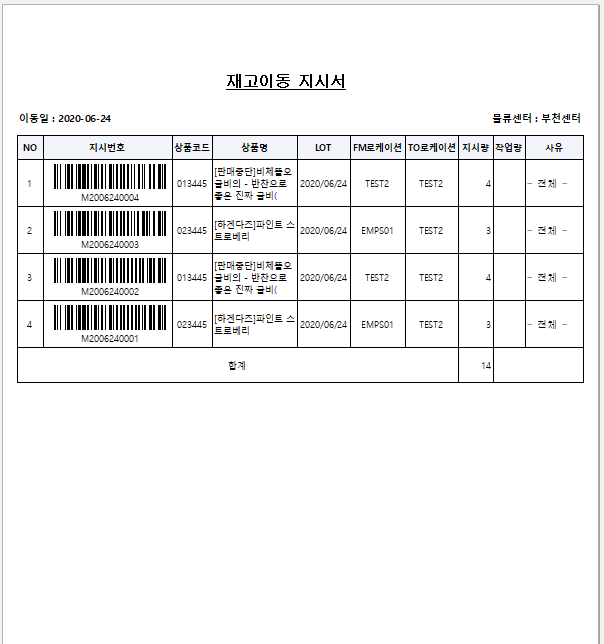 재고이동 지시서
이동일 : 2020-06-24 물류센터 : 부천센터
NO 지시번호 상품코드 상품명 LOT FM로케이션 TO로케이션 지시량 작업량 사유
1 M2006240004 013445 [판매중단]비체뜰오 2020/06/24 TEST2 TEST2 4 - 전체 -
굴비의 - 반찬으로
좋은 진짜 굴비(
2 M2006240003 023445 [하겐다즈]파인트 스 2020/06/24 EMPS01 TEST2 3 - 전체 -
트로베리
3 M2006240002 013445 [판매중단]비체뜰오 2020/06/24 TEST2 TEST2 4 - 전체 -
굴비의 - 반찬으로
좋은 진짜 굴비(
4 M2006240001 023445 [하겐다즈]파인트 스 2020/06/24 EMPS01 TEST2 3 - 전체 -
트로베리
합계 14